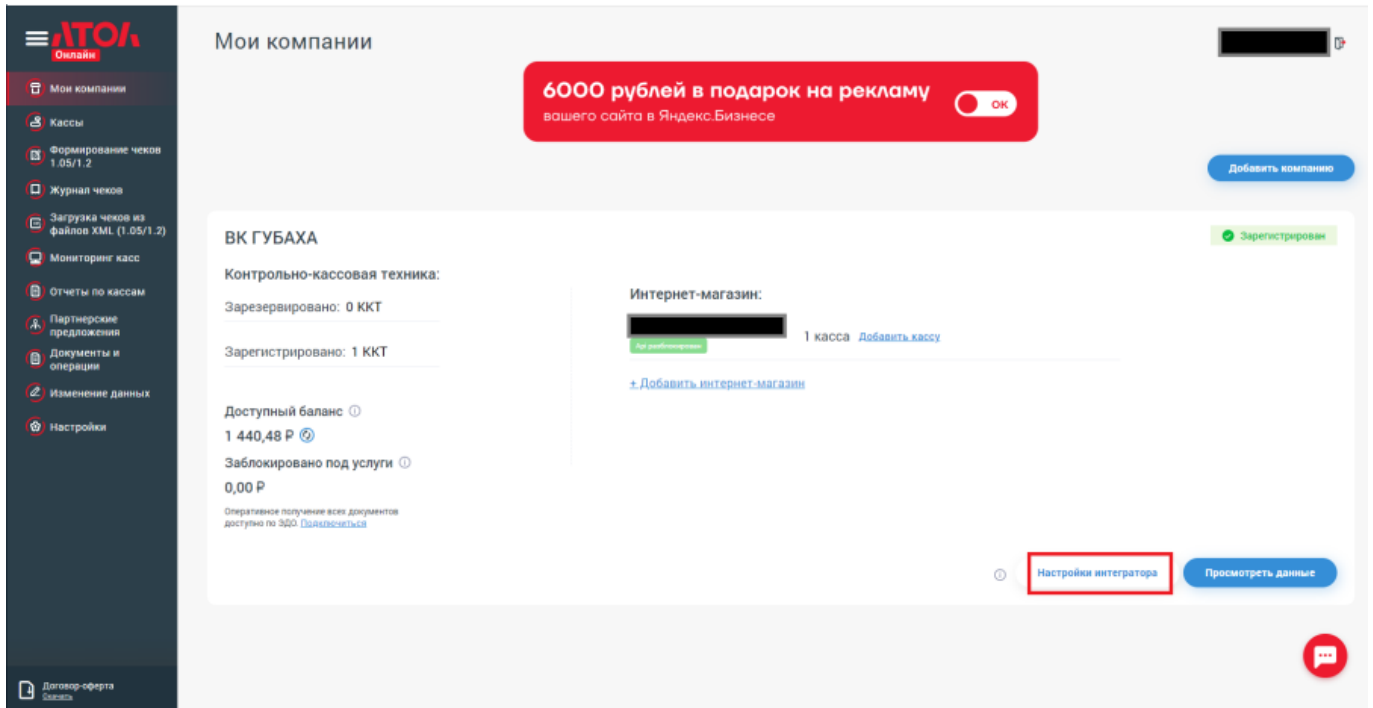 АТОЛ
Онлайн
Мои компании
Кассы
Формирование чеков
1.05/1.2
Журнал чеков
Загрузка чеков из
файлов XML (1.05/1.2)
Мониторинг касс
Отчеты по кассам
Партнерские
предложения
Документы и
операции
Изменение данных
Настройки
Договор-оферта
Скачать
Мои компании
6000 рублей в подарок на рекламу
вашего сайта в Яндекс.Бизнесе
ОК
Добавить компанию
ВК ГУБАХА
Зарегистрирован
Контрольно-кассовая техника:
Зарезервировано: 0 ККТ
Зарегистрировано: 1 ККТ
Интернет-магазин:
1 касса Добавить кассу
Api разблокирован
+ Добавить интернет-магазин
Доступный баланс
1 440,48 ₽
Заблокировано под услуги
0,00 ₽
Оперативное получение всех документов
доступно по ЭДО. Подключиться
Настройки интегратора
Просмотреть данные